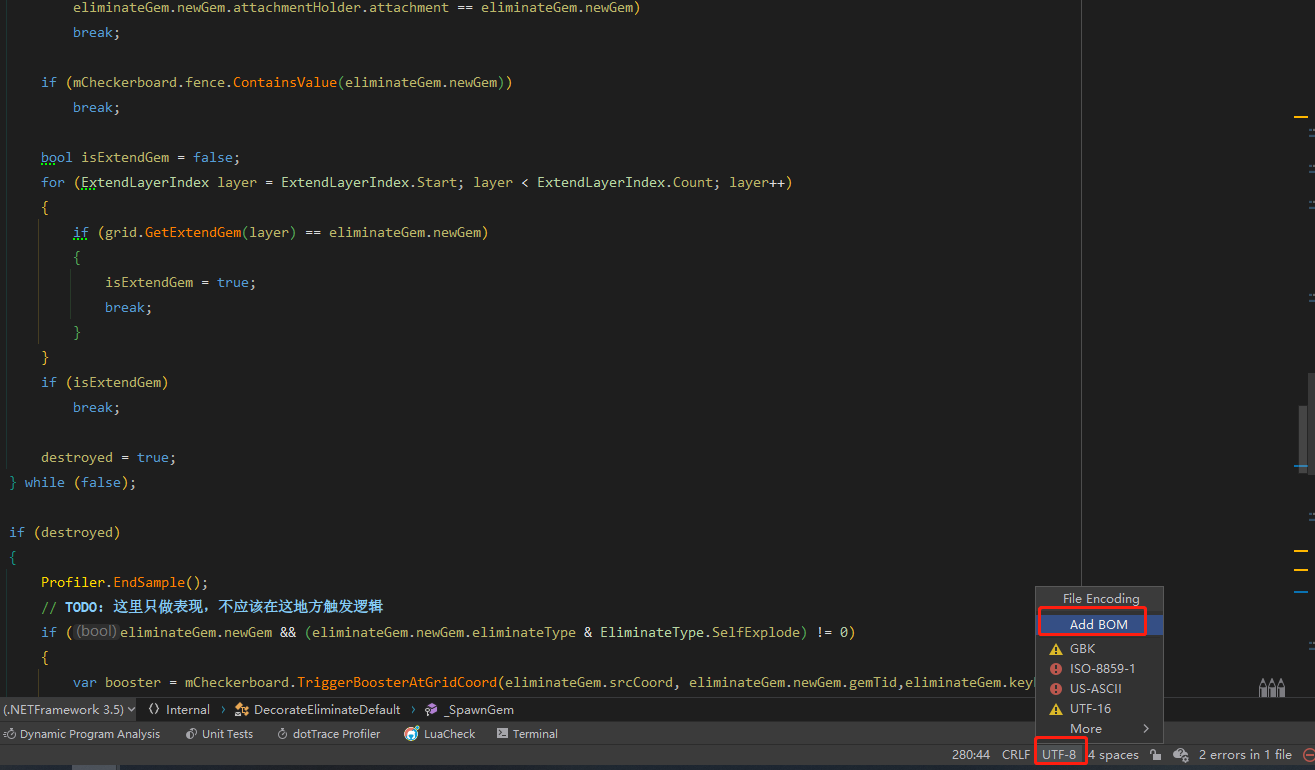 eliminateGem.newGem.attachmentHolder.attachment == eliminateGem.newGem)
break;
if (mCheckerboard.fence.ContainsValue(eliminateGem.newGem))
break;
bool isExtendGem = false;
for (ExtendLayerIndex layer = ExtendLayerIndex.Start; layer < ExtendLayerIndex.Count; layer++)
{
if (grid.GetExtendGem(layer) == eliminateGem.newGem)
{
isExtendGem = true;
break;
}
}
if (isExtendGem)
break;
destroyed = true;
} while (false);
if (destroyed)
{
Profiler.EndSample();
// TODO: 这里只做表现，不应该在这地方触发逻辑
if ((bool)eliminateGem.newGem && (eliminateGem.newGem.eliminateType & EliminateType.SelfExplode) != 0)
{
var booster = mCheckerboard.TriggerBoosterAtGridCoord(eliminateGem.srcCoord, eliminateGem.newGem.gemTid,eliminateGem.key
File Encoding
Add BOM
GBK
ISO-8859-1
US-ASCII
UTF-16
More
(.NETFramework 3.5) Internal DecorateEliminateDefault _SpawnGem
Dynamic Program Analysis Unit Tests dotTrace Profiler LuaCheck Terminal
280:44 CRLF UTF-8 4 spaces 2 errors in 1 file